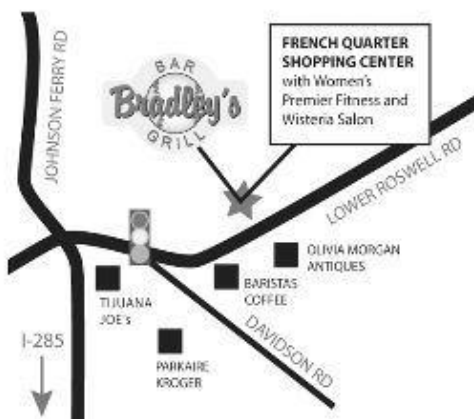 JOHNSON FERRY RD
BAR
Bradley's
GRILL
FRENCH QUARTER
SHOPPING CENTER
with Women's
Premier Fitness and
Wisteria Salon
LOWER ROSWELL RD
OLIVIA MORGAN
ANTIQUES
BARISTAS
COFFEE
TIJUANA
JOE's
DAVIDSON RD
PARKAIRE
KROGER
I-285